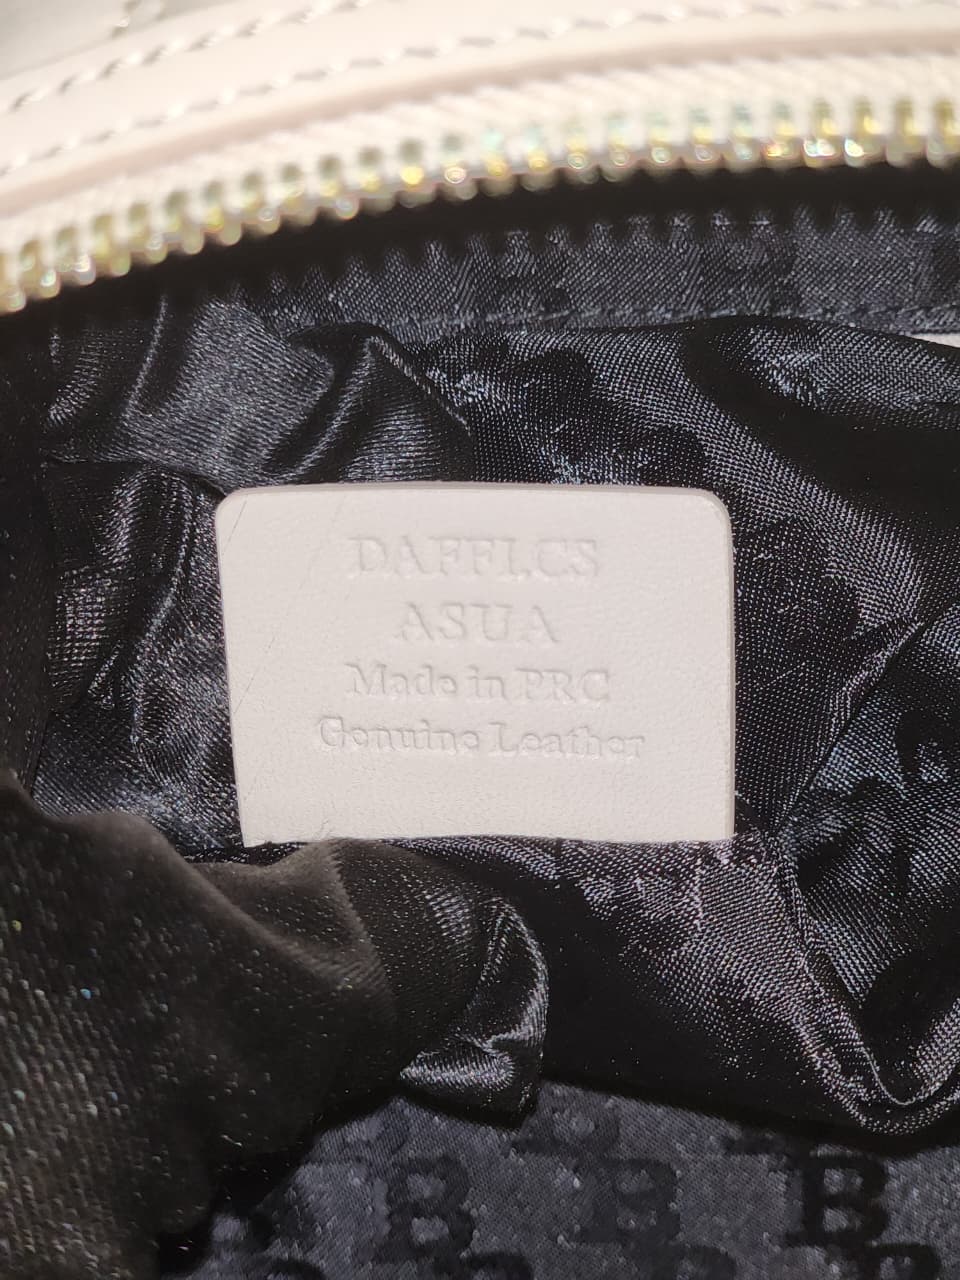 DAFFLCS
ASUA
Made in PRC
Genuine Leather
B B B
B B B